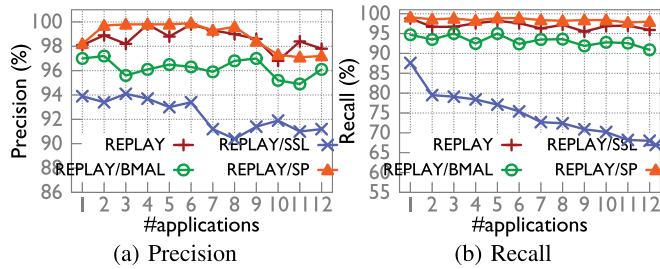 Precision (%)
100
98
96
94
92
90
88
86
REPLAY
REPLAY/SSL
REPLAY/BMAL
REPLAY/SP
1 2 3 4 5 6 7 8 9 10 11 12
#applications
(a) Precision
Recall (%)
100
95
90
85
80
75
70
65
60
55
REPLAY
REPLAY/SSL
REPLAY/BMAL
REPLAY/SP
1 2 3 4 5 6 7 8 9 10 11 12
#applications
(b) Recall